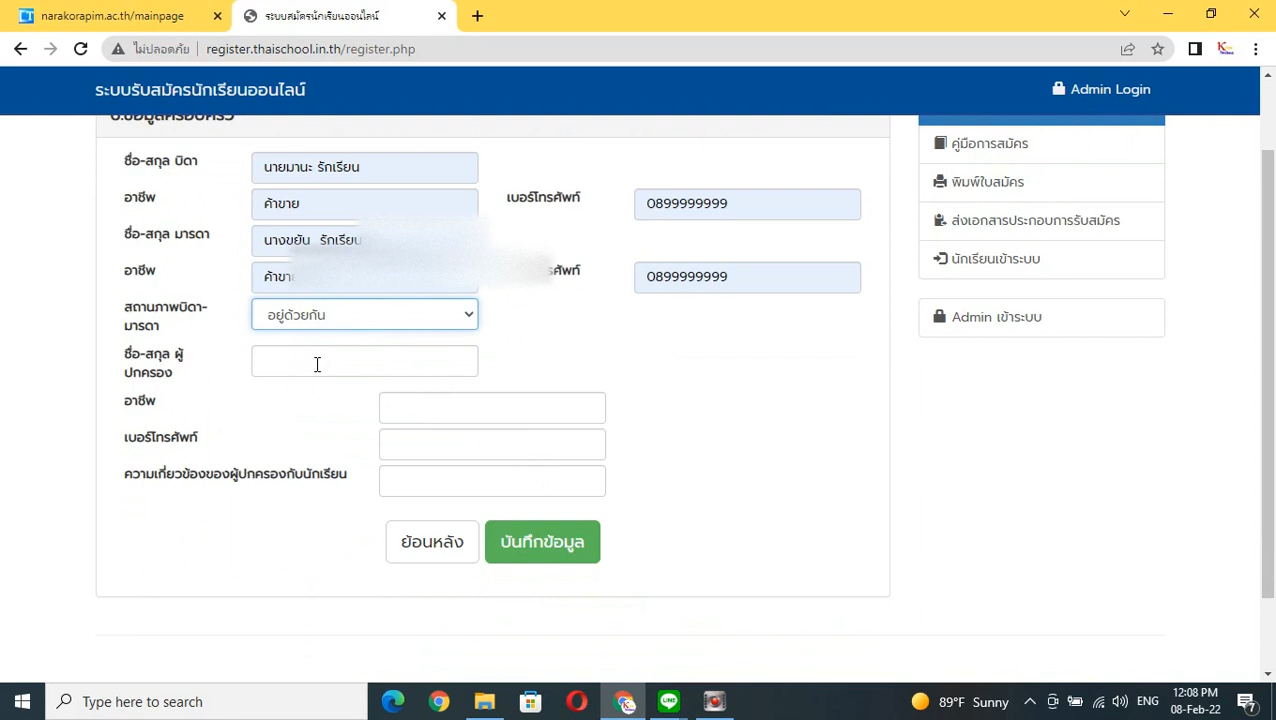 narakorapim.ac.th/mainpage
ระบบสมัครนักเรียนออนไลน์
ไม่ปลอดภัย
register.thaischool.in.th/register.php
ระบบรับสมัครนักเรียนออนไลน์
Admin Login
ชื่อ-สกุล บิดา
นายมานะ รักเรียน
คู่มือการสมัคร
พิมพ์ใบสมัคร
อาชีพ
ค้าขาย
เบอร์โทรศัพท์
0899999999
ส่งเอกสารประกอบการรับสมัคร
ชื่อ-สกุล มารดา
นางขยัน รักเรียน
นักเรียนเข้าระบบ
อาชีพ
ค้าขาย
ศัพท์
0899999999
สถานภาพบิดา-
มารดา
อยู่ด้วยกัน
Admin เข้าระบบ
ชื่อ-สกุล ผู้
ปกครอง
อาชีพ
เบอร์โทรศัพท์
ความเกี่ยวข้องของผู้ปกครองกับนักเรียน
ย้อนหลัง
บันทึกข้อมูล
Type here to search
89°F Sunny
ENG
12:08 PM
08-Feb-22
7